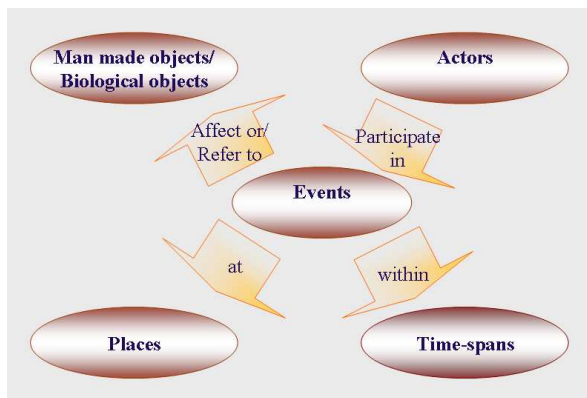 Man made objects/
Biological objects
Actors
Affect or/
Refer to
Participate
in
Events
at
within
Places
Time-spans